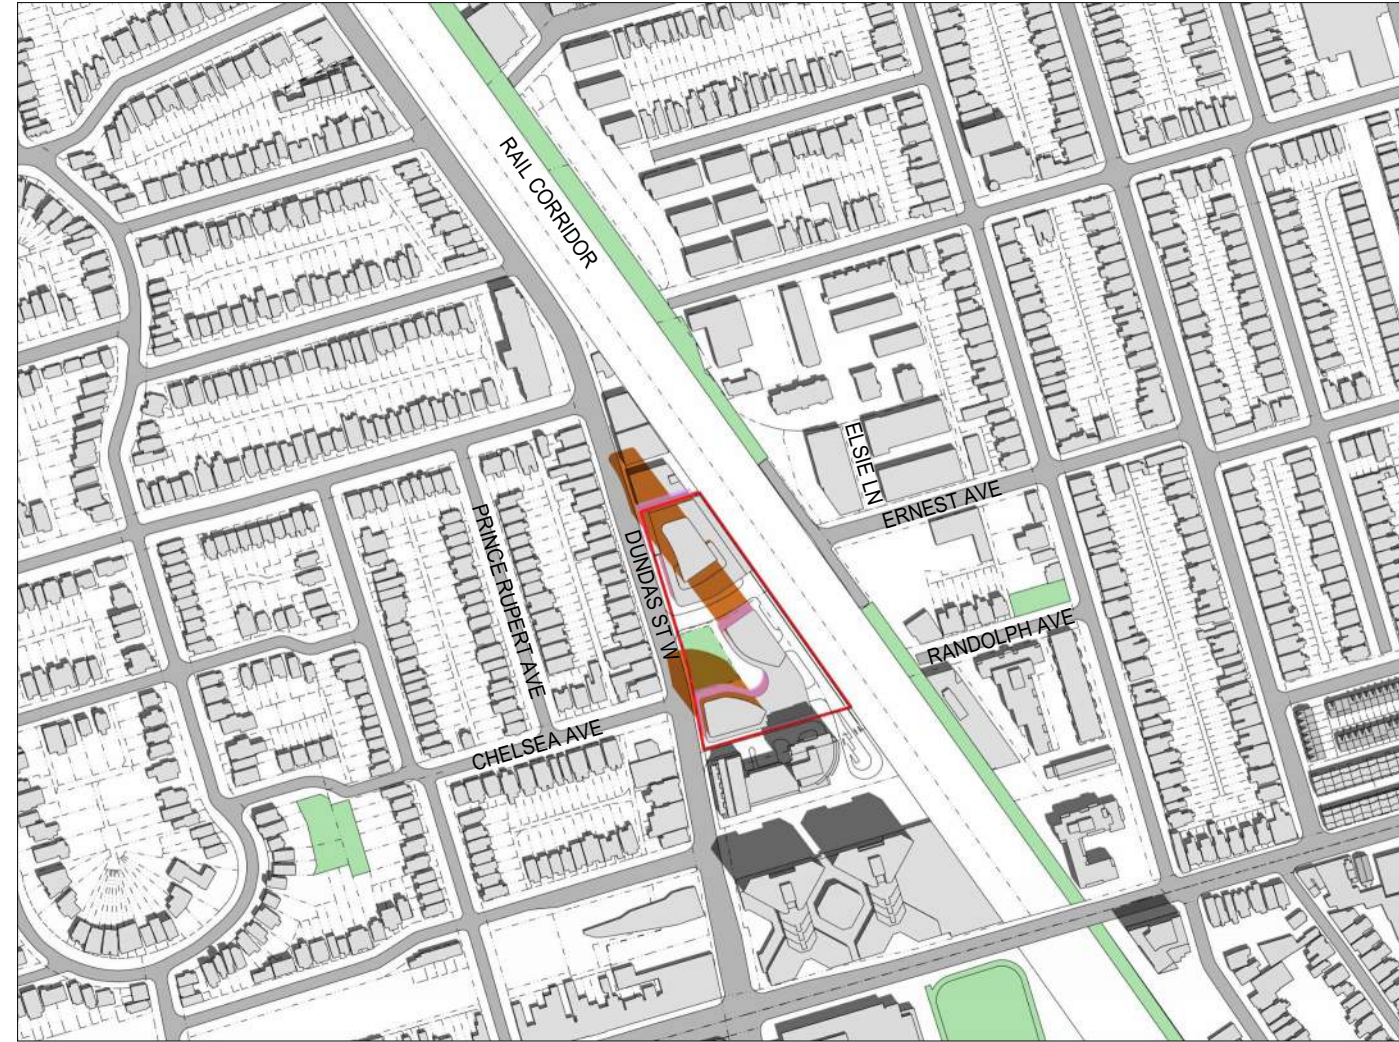 RAIL CORRIDOR
ELSIE LN
ERNEST AVE
PRINCE RUPERT AVE
DUNDAS ST W
RANDOLPH AVE
CHELSEA AVE